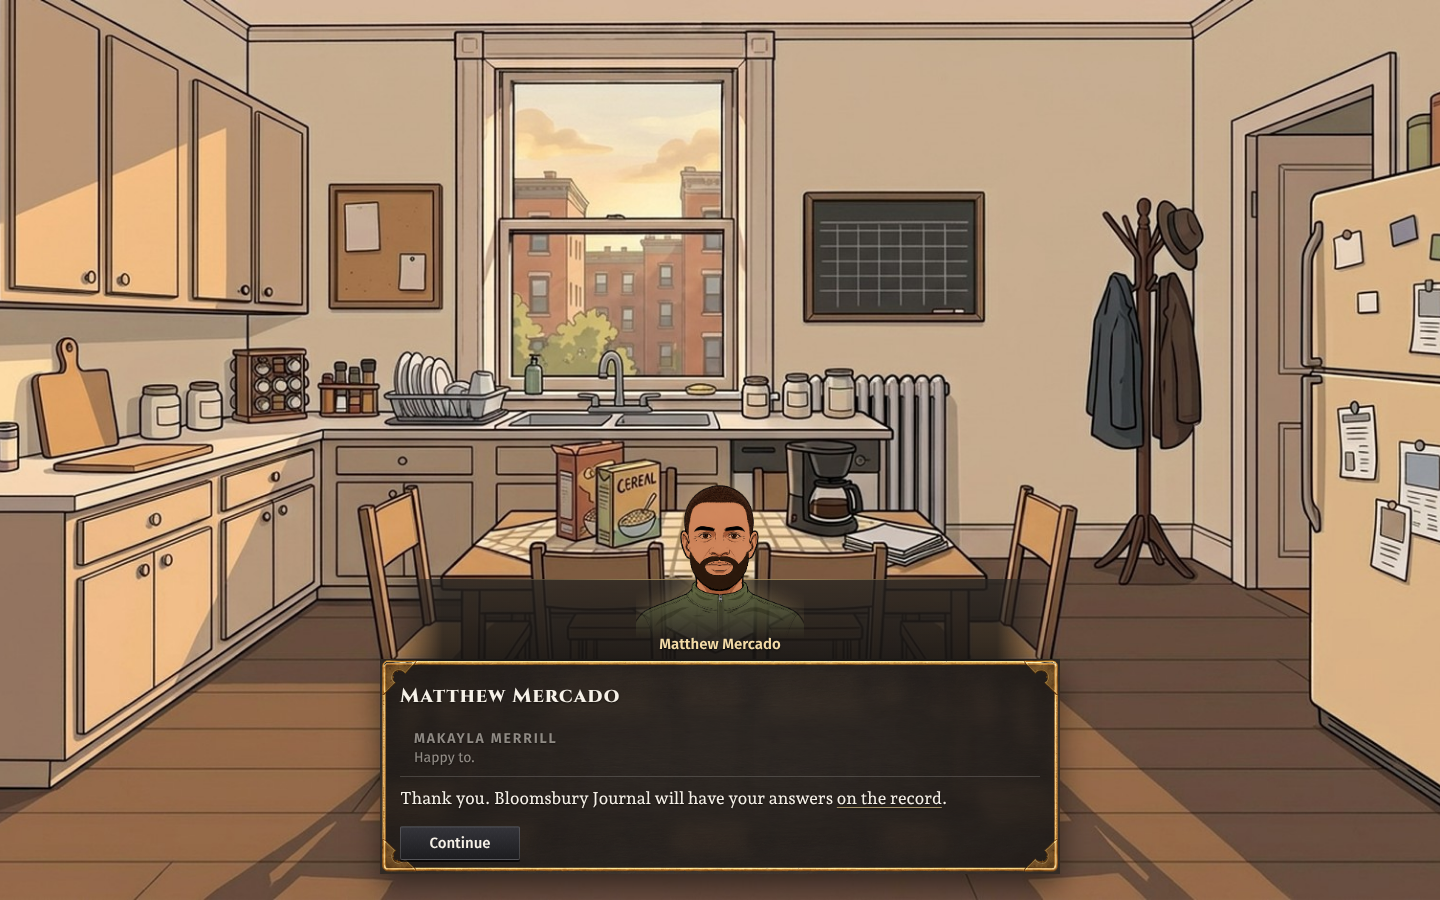 CEREAL
Matthew Mercado
MATTHEW MERCADO
MAKAYLA MERRILL
Happy to.
Thank you. Bloomsbury Journal will have your answers on the record.
Continue